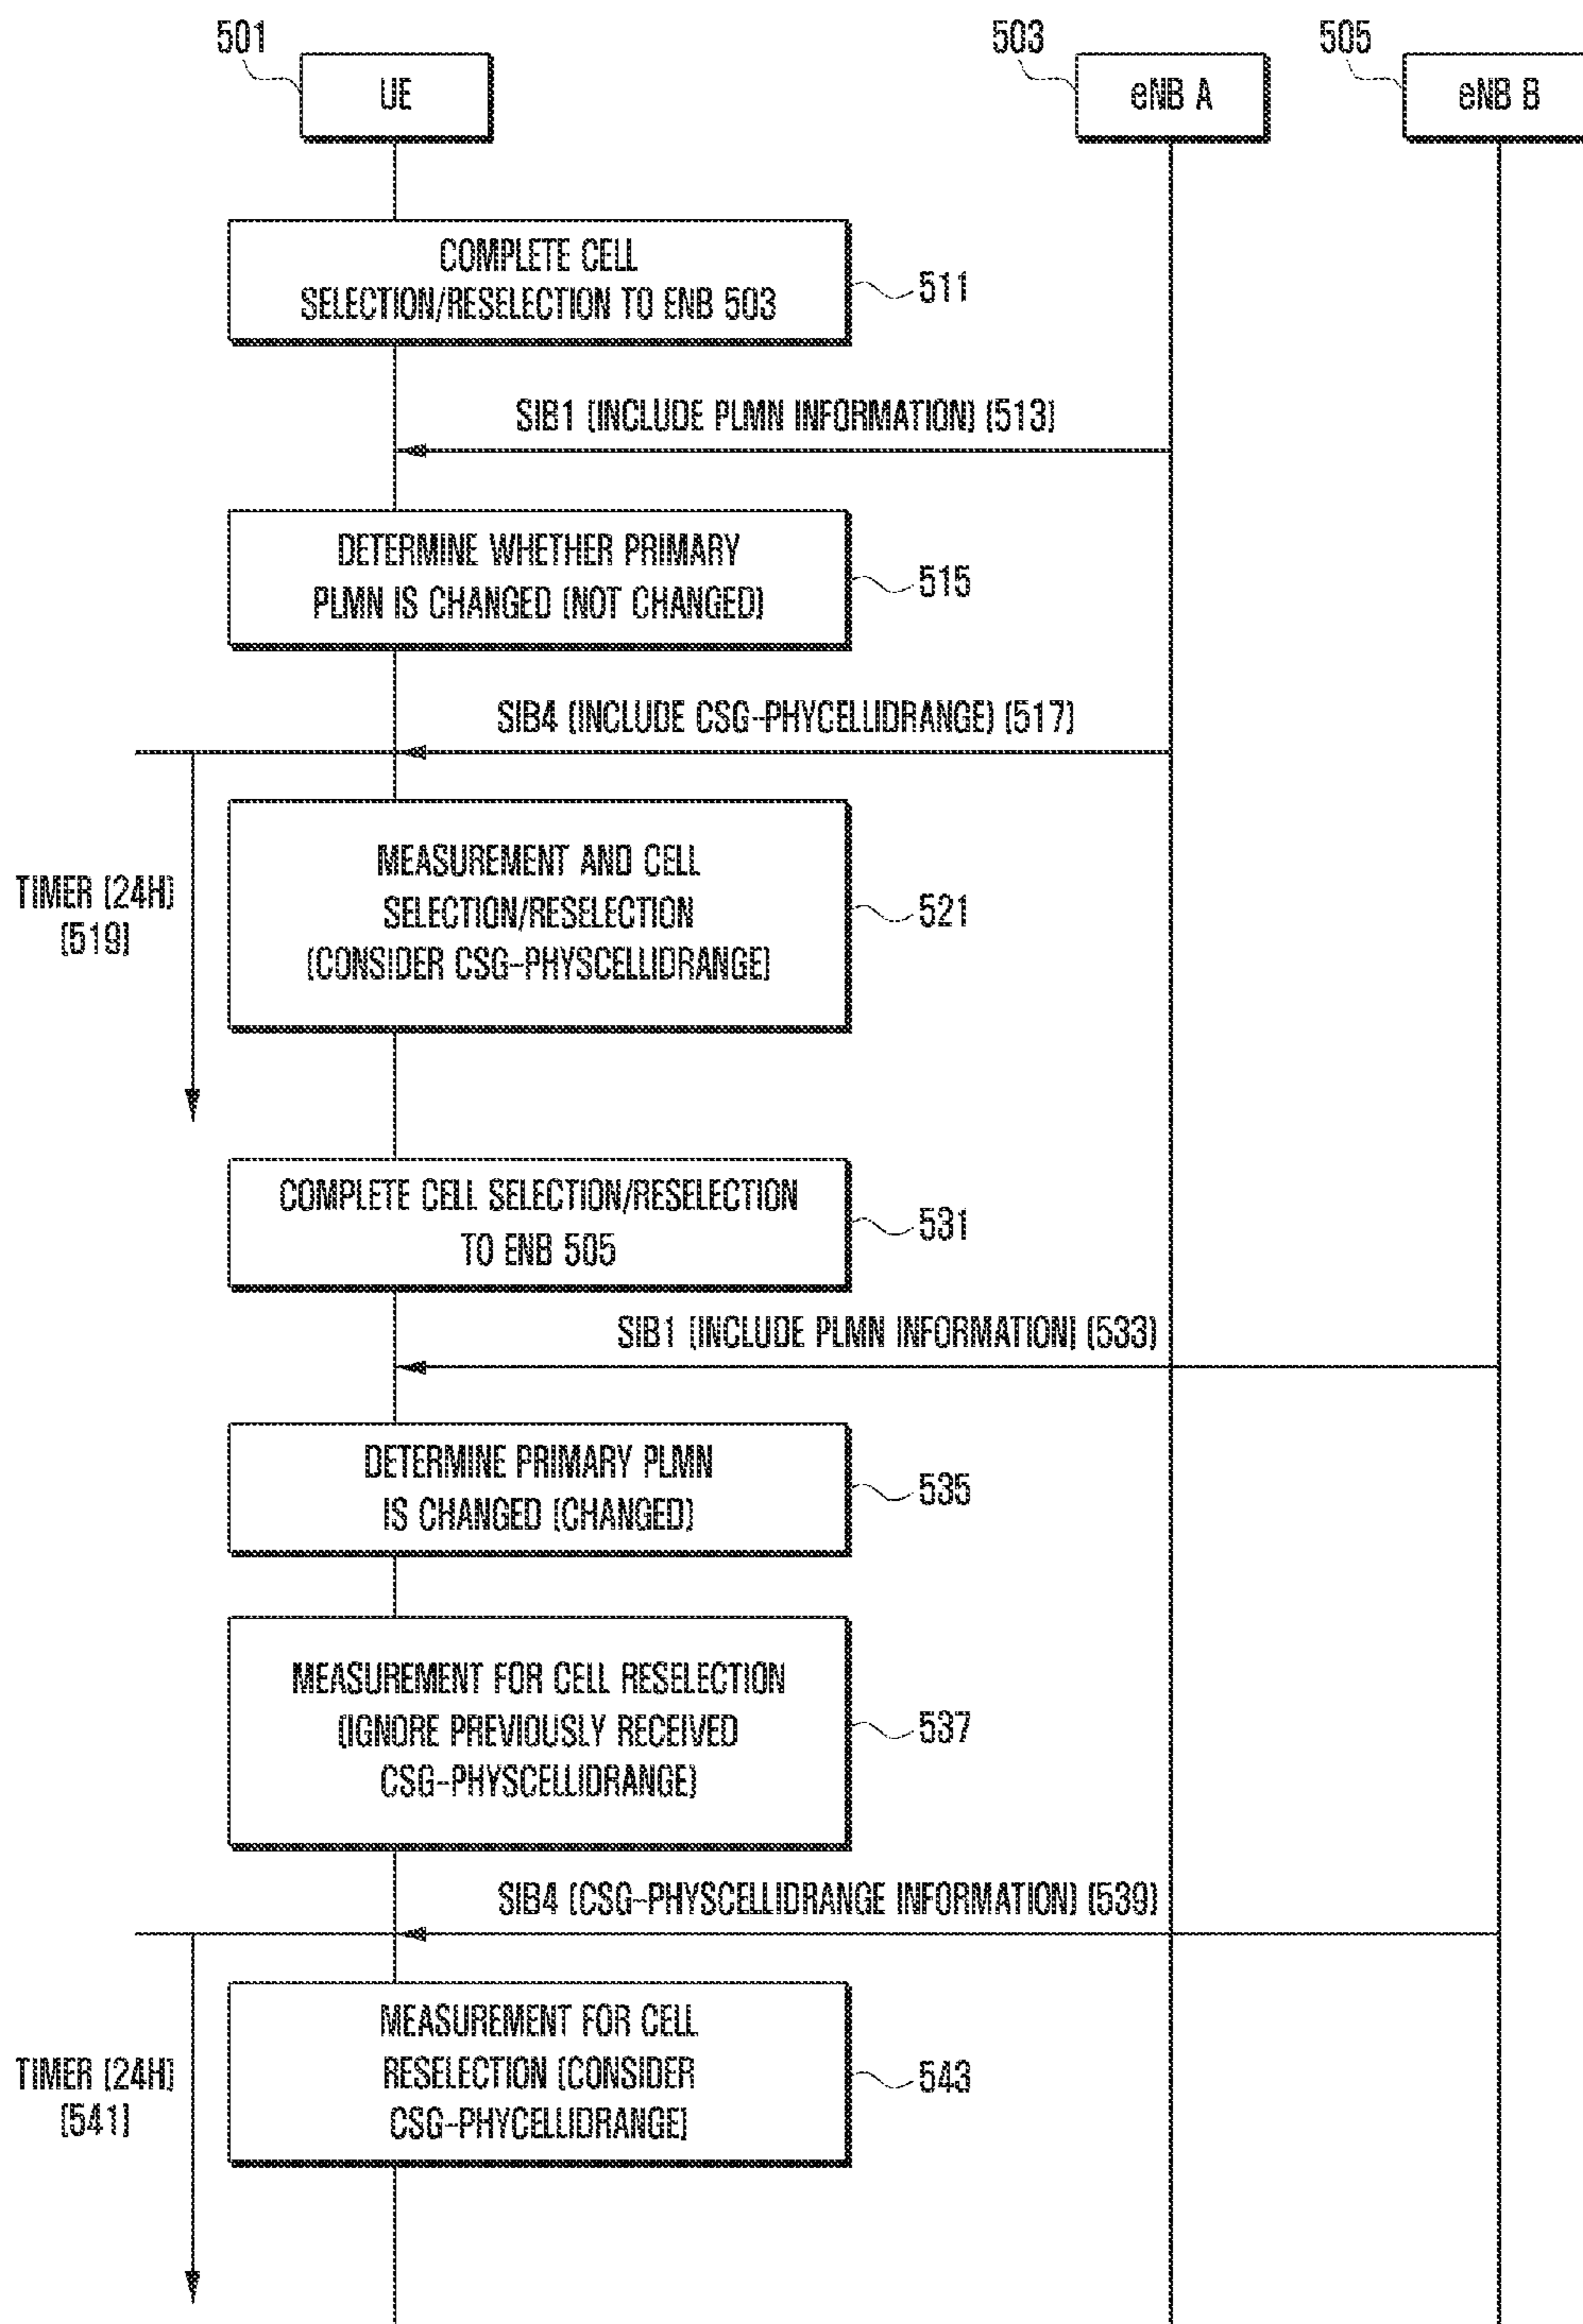 501
503
505
UE
eNB A
eNB B
COMPLETE CELL
SELECTION/RESELECTION TO ENB 503
511
SIB1 (INCLUDE PLMN INFORMATION) (513)
DETERMINE WHETHER PRIMARY
PLMN IS CHANGED (NOT CHANGED)
515
SIB4 (INCLUDE CSG-PHYCELLIDRANGE) (517)
TIMER (24H)
(519)
MEASUREMENT AND CELL
SELECTION/RESELECTION
(CONSIDER CSG-PHYSCELLIDRANGE)
521
COMPLETE CELL SELECTION/RESELECTION
TO ENB 505
531
SIB1 (INCLUDE PLMN INFORMATION) (533)
DETERMINE PRIMARY PLMN
IS CHANGED (CHANGED)
535
MEASUREMENT FOR CELL RESELECTION
(IGNORE PREVIOUSLY RECEIVED
CSG-PHYSCELLIDRANGE)
537
SIB4 (CSG-PHYSCELLIDRANGE INFORMATION) (539)
TIMER (24H)
(541)
MEASUREMENT FOR CELL
RESELECTION (CONSIDER
CSG-PHYCELLIDRANGE)
543